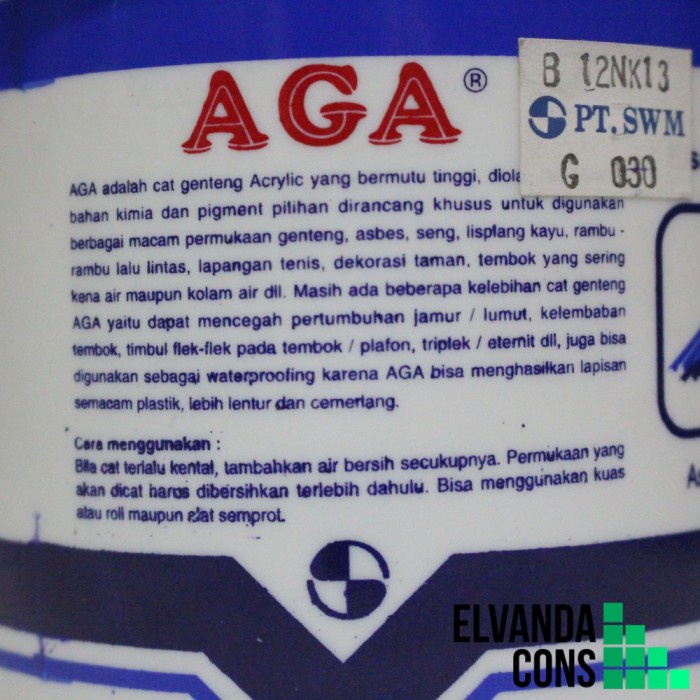 AGA ®
B 12NK13
PT. SWM
G 030
AGA adalah cat genteng Acrylic yang bermutu tinggi,
bahan kimia dan pigment pilihan dirancang khusus untuk digunakan
berbagai macam permukaan genteng, asbes, seng, lisplang kayu, rambu -
rambu lalu lintas, lapangan tenis, dekorasi taman, tembok yang sering
kena air maupun kolam air dll. Masih ada beberapa kelebihan cat genteng
AGA yaitu dapat mencegah pertumbuhan jamur / lumut, kelembaban
tembok, timbul flek-flek pada tembok / plafon, triplek / eternit dll, juga bisa
digunakan sebagai waterproofing karena AGA bisa menghasilkan lapisan
semacam plastik, lebih lentur dan cemerlang.
Cara menggunakan :
Bila cat terlalu kental, tambahkan air bersih secukupnya. Permukaan yang
akan dicat harus dibersihkan terlebih dahulu. Bisa menggunakan kuas
atau roll maupun alat semprot.
ELVANDA
CONS